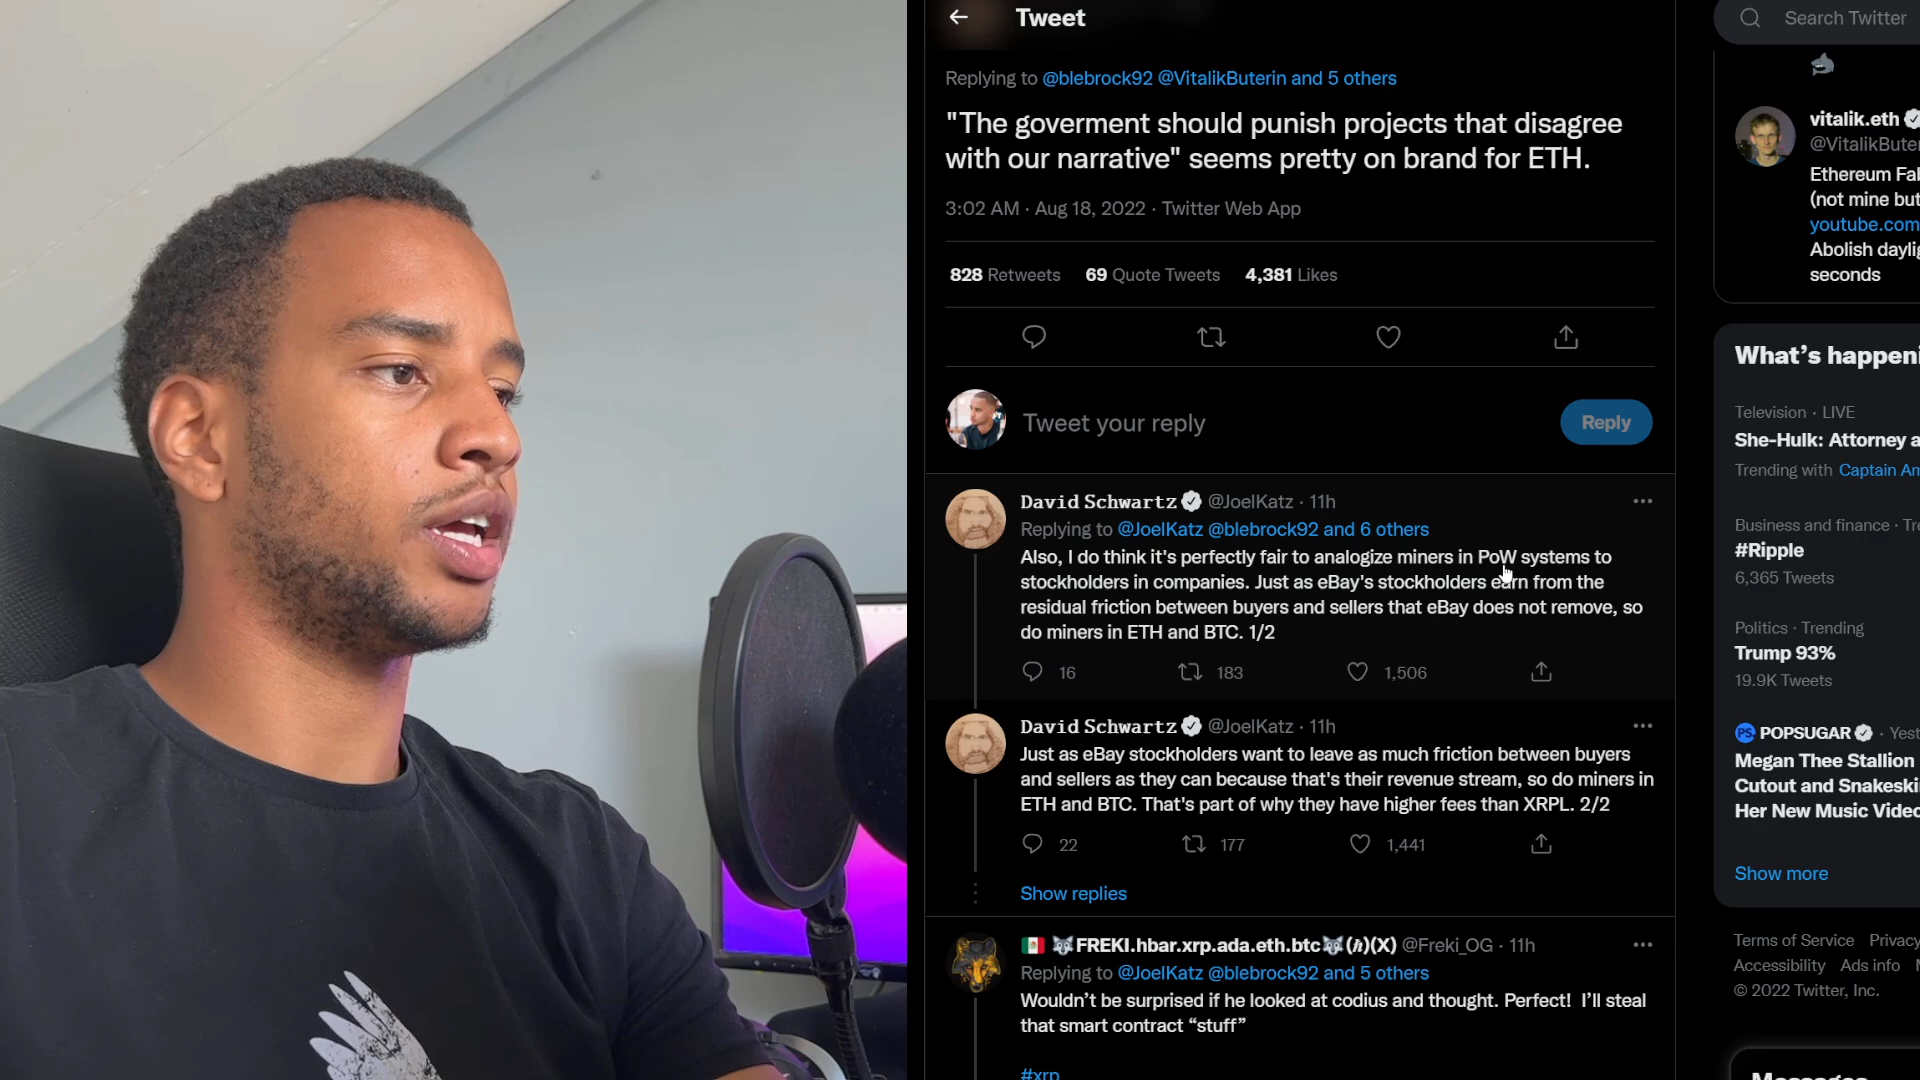 Tweet
Replying to @blebrock92 @VitalikButerin and 5 others
"The goverment should punish projects that disagree
with our narrative" seems pretty on brand for ETH.
3:02 AM · Aug 18, 2022 · Twitter Web App
828 Retweets 69 Quote Tweets 4,381 Likes
Tweet your reply
Reply
David Schwartz @JoelKatz · 11h
Replying to @JoelKatz @blebrock92 and 6 others
Also, I do think it's perfectly fair to analogize miners in PoW systems to
stockholders in companies. Just as eBay's stockholders earn from the
residual friction between buyers and sellers that eBay does not remove, so
do miners in ETH and BTC. 1/2
16 183 1,506
David Schwartz @JoelKatz · 11h
Just as eBay stockholders want to leave as much friction between buyers
and sellers as they can because that's their revenue stream, so do miners in
ETH and BTC. That's part of why they have higher fees than XRPL. 2/2
22 177 1,441
Show replies
FREKI.hbar.xrp.ada.eth.btc (ℏ)(X) @Freki_OG · 11h
Replying to @JoelKatz @blebrock92 and 5 others
Wouldn’t be surprised if he looked at codius and thought. Perfect! I’ll steal
that smart contract “stuff”
#xrp
Search Twitter
vitalik.eth
@VitalikBute
Ethereum Fab
(not mine but
youtube.com
Abolish daylig
seconds
What’s happeni
Television · LIVE
She-Hulk: Attorney a
Trending with Captain Am
Business and finance · Tre
#Ripple
6,365 Tweets
Politics · Trending
Trump 93%
19.9K Tweets
POPSUGAR · Yest
Megan Thee Stallion
Cutout and Snakeski
Her New Music Video
Show more
Terms of Service Privacy
Accessibility Ads info
© 2022 Twitter, Inc.
Messages